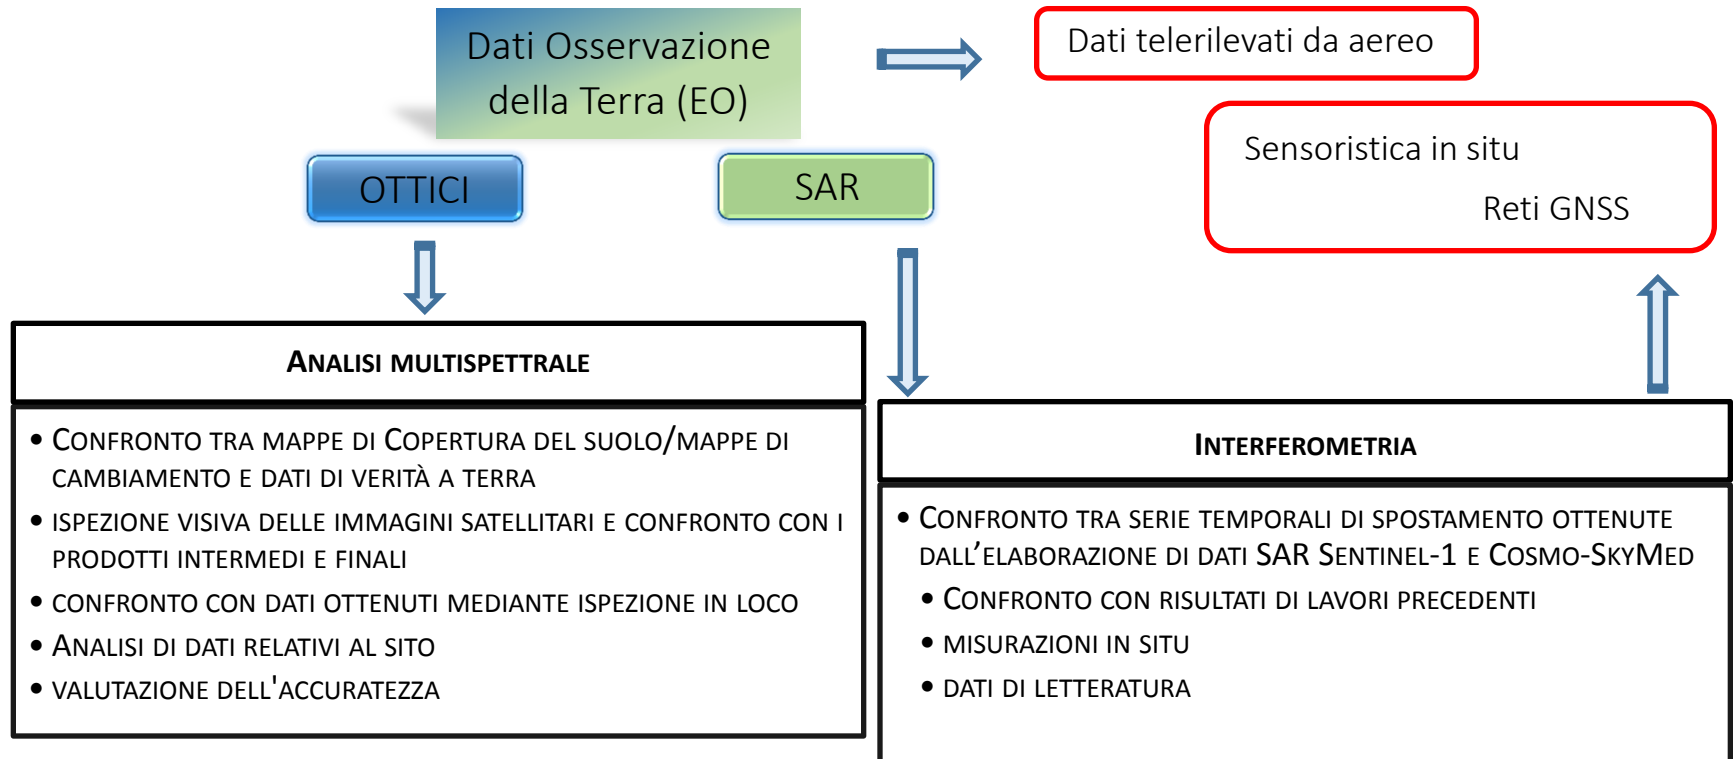 Dati Osservazione
della Terra (EO)
Dati telerilevati da aereo
Sensoristica in situ
Reti GNSS
OTTICI
SAR
Analisi multispettrale
• Confronto tra mappe di Copertura del suolo/mappe di
cambiamento e dati di verità a terra
• ispezione visiva delle immagini satellitari e confronto con i
prodotti intermedi e finali
• confronto con dati ottenuti mediante ispezione in loco
• Analisi di dati relativi al sito
• valutazione dell'accuratezza
Interferometria
• Confronto tra serie temporali di spostamento ottenute
dall’elaborazione di dati SAR Sentinel-1 e Cosmo-SkyMed
• Confronto con risultati di lavori precedenti
• misurazioni in situ
• dati di letteratura